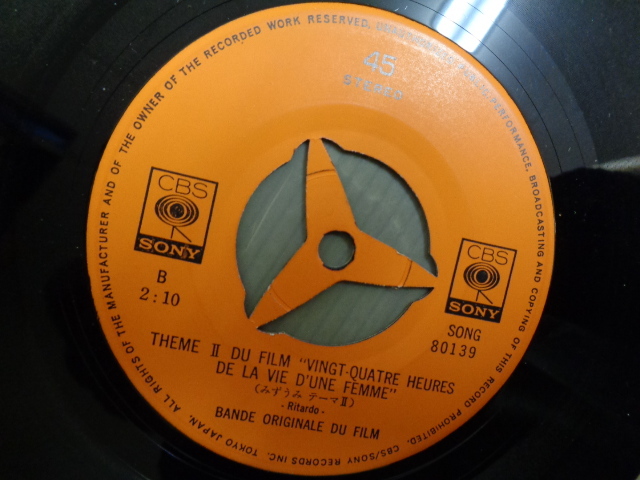 ALL RIGHTS OF THE MANUFACTURER AND OF THE OWNER OF THE RECORDED WORK RESERVED. PERFORMANCE, BROADCASTING AND COPYING OF THIS RECORD PROHIBITED. CBS/SONY RECORDS INC. TOKYO JAPAN.
45
STEREO
CBS
SONY
B
2:10
CBS
SONY
SONG
80139
THEME II DU FILM "VINGT-QUATRE HEURES
DE LA VIE D'UNE FÈMME"
(みずうみ テーマⅡ)
- Ritardo -
BANDE ORIGINALE DU FILM